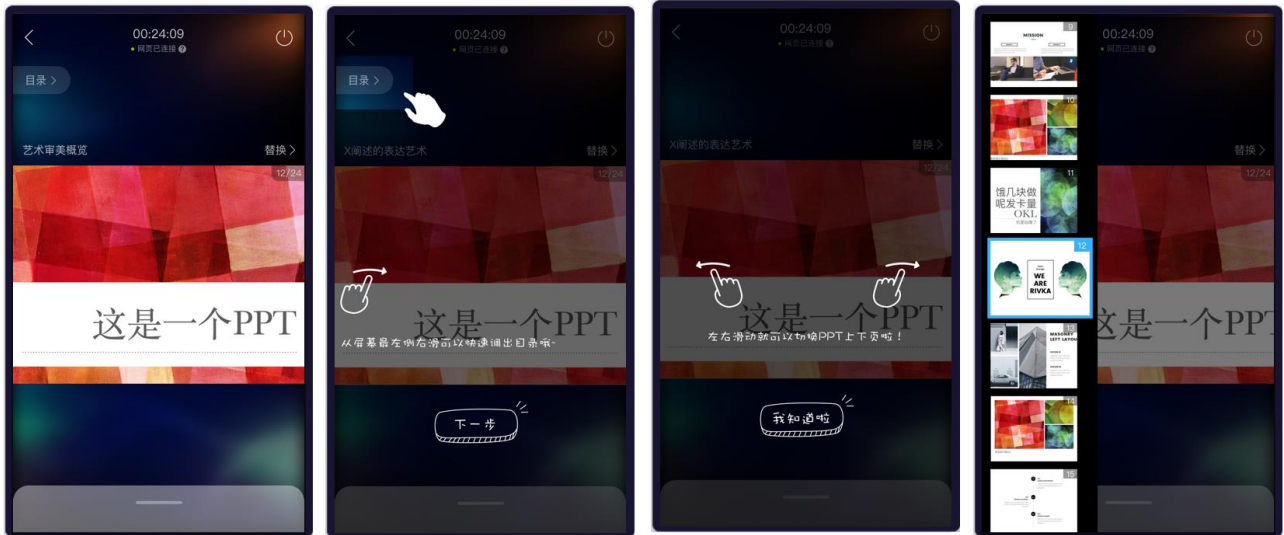 00:24:09
网页已连接
目录 >
艺术审美概览
替换 >
12/24
这是一个PPT
00:24:09
网页已连接
目录 >
X阐述的表达艺术
替换 >
12/24
这是一个PPT
从屏幕最左侧右滑可以快速调出目录哦~
下一步
00:24:09
网页已连接
X阐述的表达艺术
替换 >
12/24
这是一个PPT
左右滑动就可以切换PPT上下页啦！
我知道啦
9
MISSION
10
11
饿几块做
呢发卡量
OKL
12
WE
ARE
RIVKA
13
MASONRY
LEFT LAYOU
14
15
00:24:09
网页已连接
替换 >
12/24
这是一个PPT